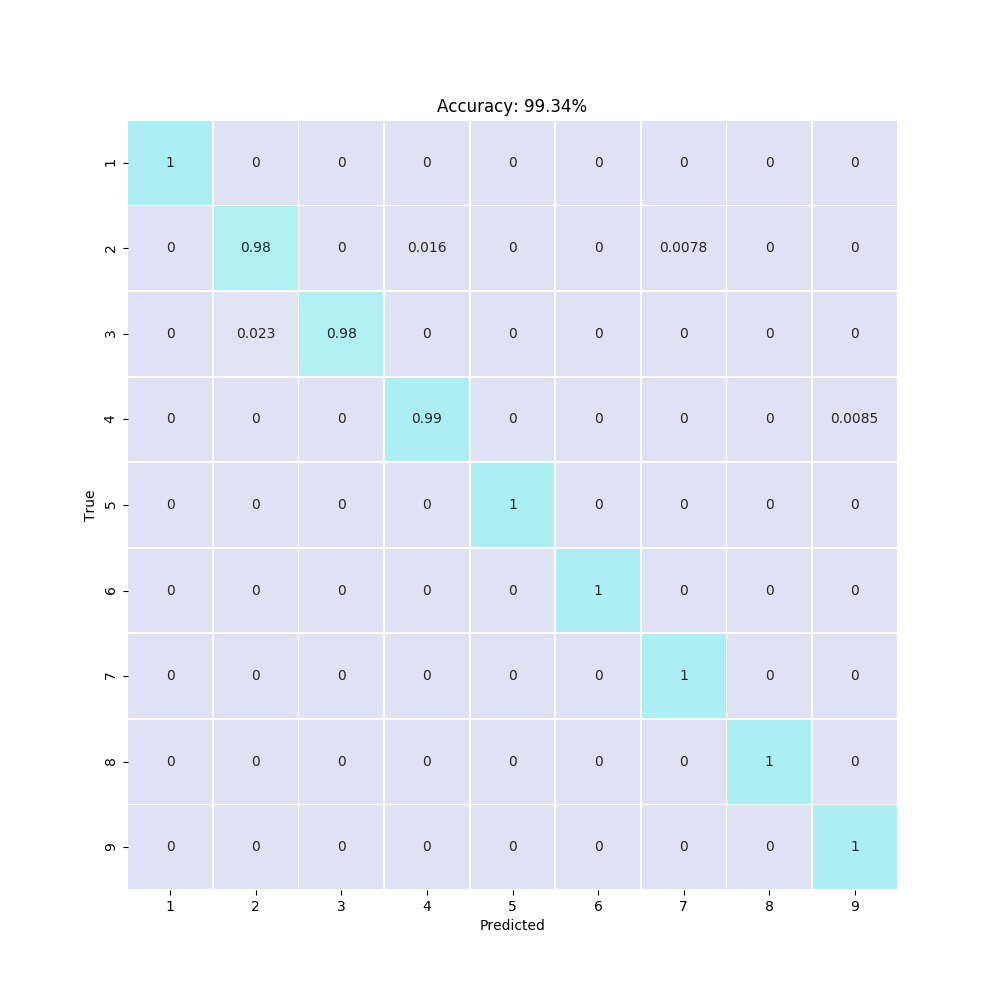 Accuracy: 99.34%
1 1 0 0 0 0 0 0 0 0
2 0 0.98 0 0.016 0 0 0.0078 0 0
3 0 0.023 0.98 0 0 0 0 0 0
4 0 0 0 0.99 0 0 0 0 0.0085
5 0 0 0 0 1 0 0 0 0
6 0 0 0 0 0 1 0 0 0
7 0 0 0 0 0 0 1 0 0
8 0 0 0 0 0 0 0 1 0
9 0 0 0 0 0 0 0 0 1
True
1 2 3 4 5 6 7 8 9
Predicted